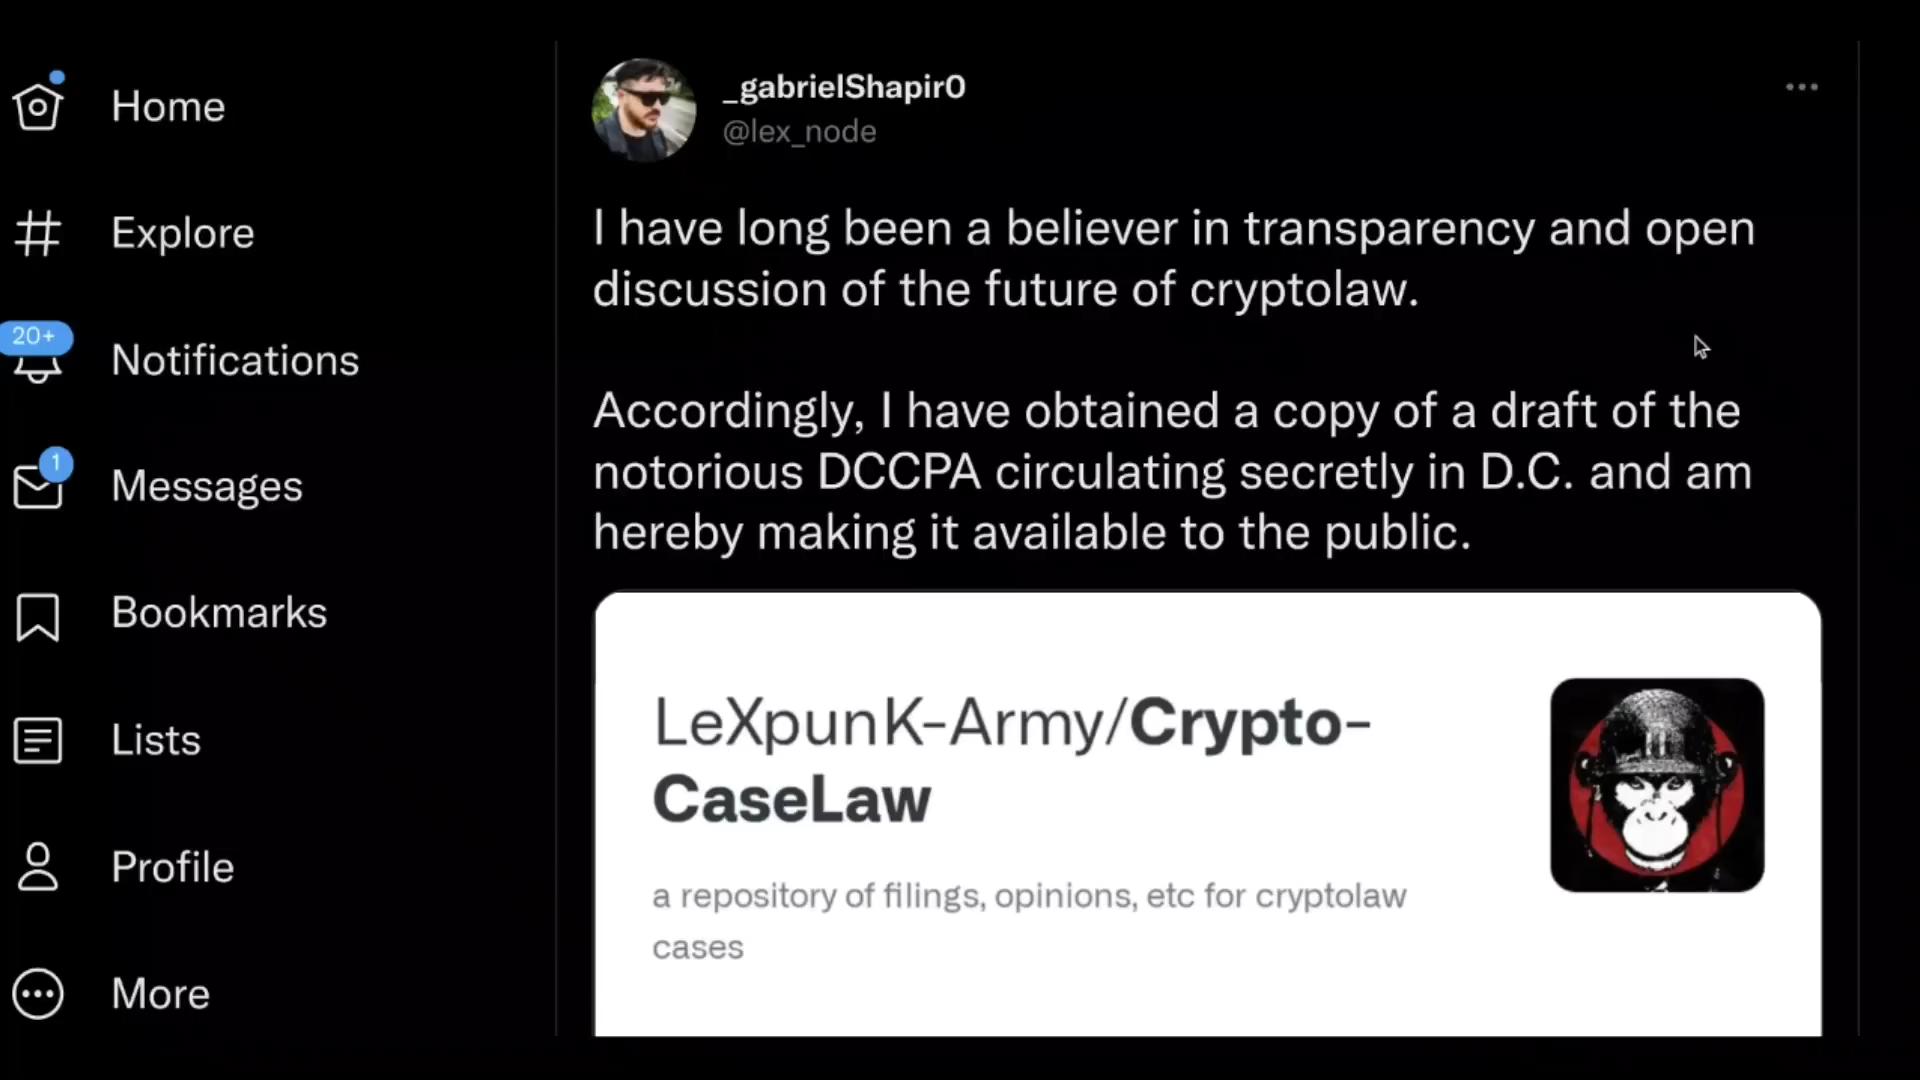 Home
Explore
20+
Notifications
1
Messages
Bookmarks
Lists
Profile
More
_gabrielShapir0
@lex_node
I have long been a believer in transparency and open
discussion of the future of cryptolaw.
Accordingly, I have obtained a copy of a draft of the
notorious DCCPA circulating secretly in D.C. and am
hereby making it available to the public.
LeXpunK-Army/Crypto-
CaseLaw
a repository of filings, opinions, etc for cryptolaw
cases